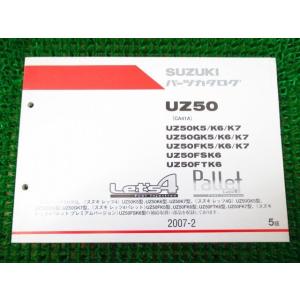 SUZUKI
パーツカタログ
UZ50
(CA41A)
UZ50K5/K6/K7
UZ50GK5/K6/K7
UZ50FK5/K6/K7
UZ50FSK6
UZ50FTK6
Let's4
Pallet
2007-2
5版